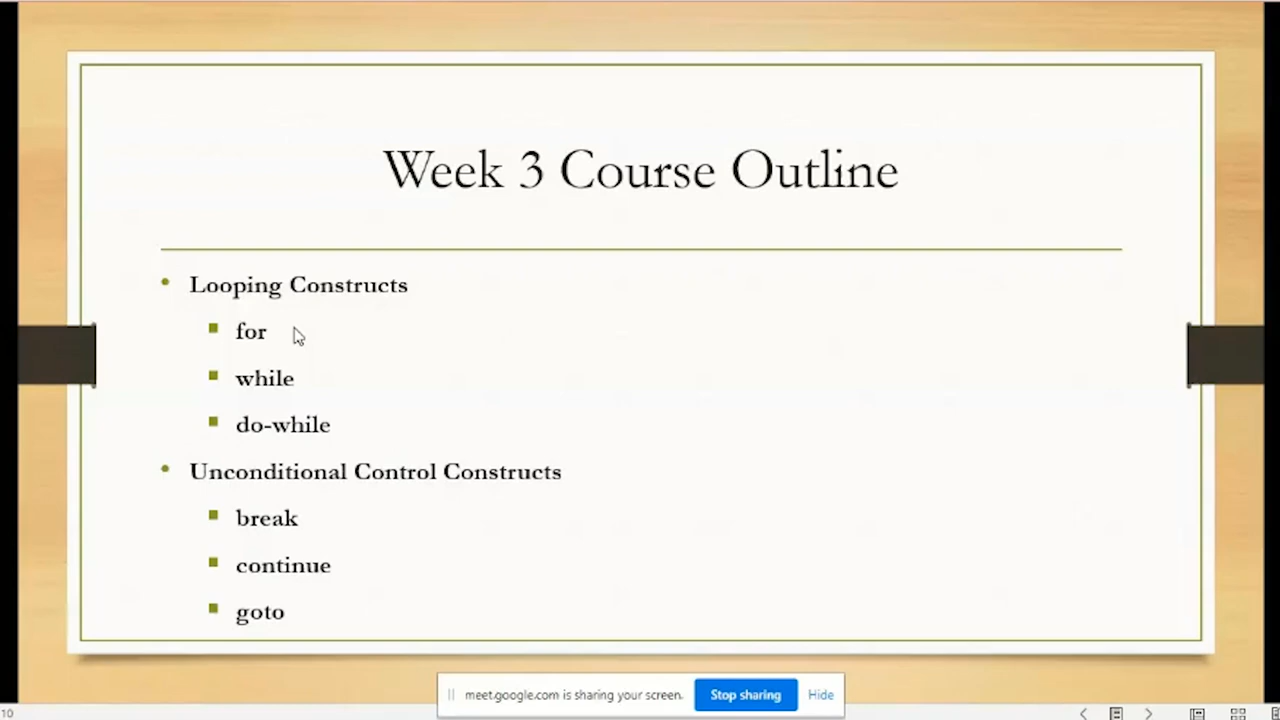 Week 3 Course Outline
Looping Constructs
for
while
do-while
Unconditional Control Constructs
break
continue
goto
meet.google.com is sharing your screen.
Stop sharing
Hide
10